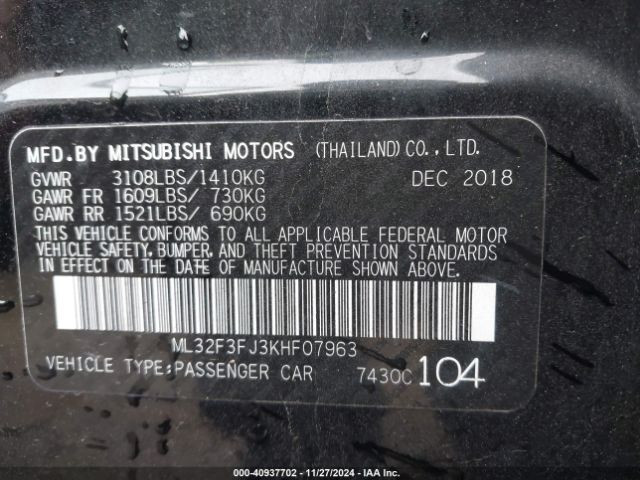 MFD.BY MITSUBISHI MOTORS (THAILAND) CO., LTD.
GVWR 3108LBS/1410KG DEC 2018
GAWR FR 1609LBS/ 730KG
GAWR RR 1521LBS/ 690KG
THIS VEHICLE CONFORMS TO ALL APPLICABLE FEDERAL MOTOR
VEHICLE SAFETY, BUMPER, AND THEFT PREVENTION STANDARDS
IN EFFECT ON THE DATE OF MANUFACTURE SHOWN ABOVE.
ML32F3FJ3KHF07963
VEHICLE TYPE:PASSENGER CAR 7430C 104
Stock: 40937702 — 11/27/2024 — IAA Inc.